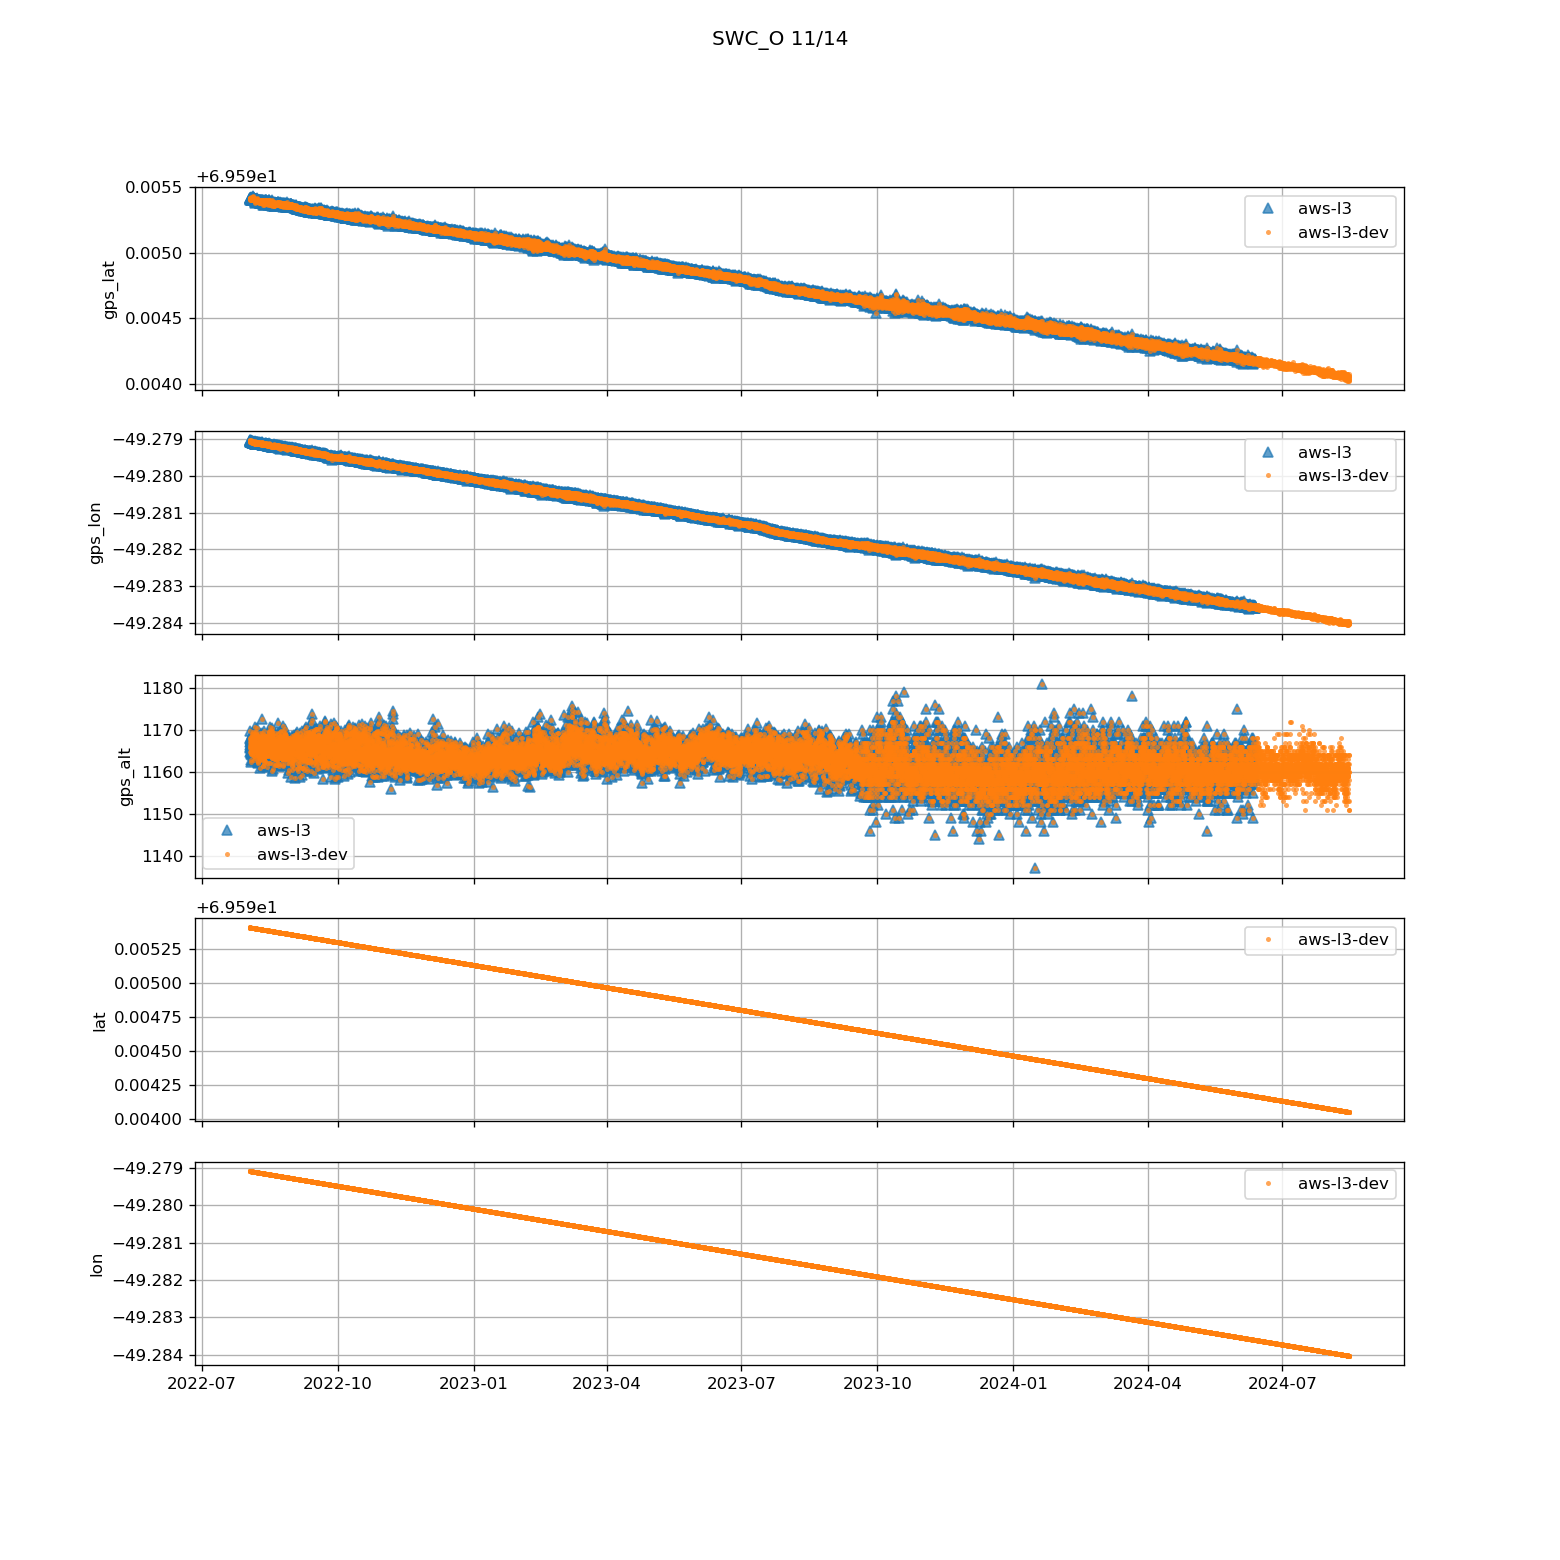 SWC_O 11/14
+6.959e1
0.0055
0.0050
0.0045
0.0040
gps_lat
aws-l3
aws-l3-dev
−49.279
−49.280
−49.281
−49.282
−49.283
−49.284
gps_lon
aws-l3
aws-l3-dev
1180
1170
1160
1150
1140
gps_alt
aws-l3
aws-l3-dev
+6.959e1
0.00525
0.00500
0.00475
0.00450
0.00425
0.00400
lat
aws-l3-dev
−49.279
−49.280
−49.281
−49.282
−49.283
−49.284
lon
aws-l3-dev
2022-07 2022-10 2023-01 2023-04 2023-07 2023-10 2024-01 2024-04 2024-07